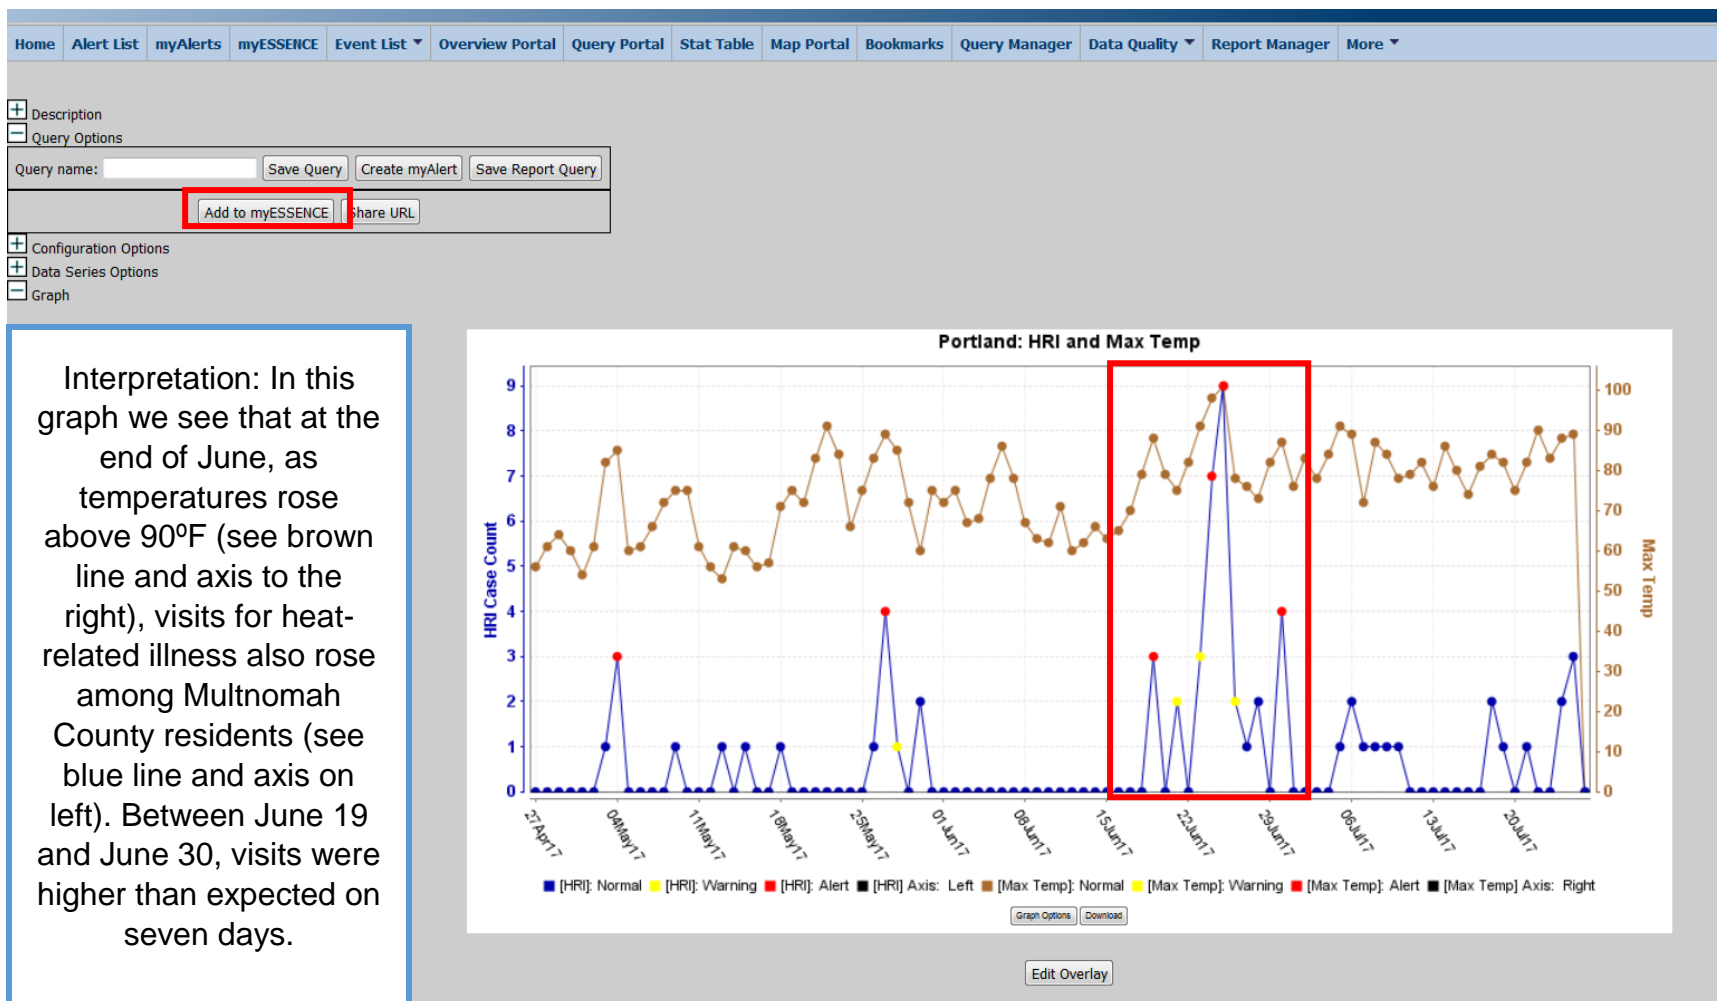 Home Alert List myAlerts myESSENCE Event List Overview Portal Query Portal Stat Table Map Portal Bookmarks Query Manager Data Quality Report Manager More
Description
Query Options
Query name: Save Query Create myAlert Save Report Query
Add to myESSENCE Share URL
Configuration Options
Data Series Options
Graph
Interpretation: In this
graph we see that at the
end of June, as
temperatures rose
above 90ºF (see brown
line and axis to the
right), visits for heat-
related illness also rose
among Multnomah
County residents (see
blue line and axis on
left). Between June 19
and June 30, visits were
higher than expected on
seven days.
Portland: HRI and Max Temp
HRI Case Count
9
8
7
6
5
4
3
2
1
0
100
90
80
70
60
50
40
30
20
10
0
Max Temp
27Apr17 04May17 11May17 18May17 25May17 01Jun17 08Jun17 15Jun17 22Jun17 29Jun17 06Jul17 13Jul17 20Jul17
[HRI]: Normal [HRI]: Warning [HRI]: Alert [HRI] Axis: Left [Max Temp]: Normal [Max Temp]: Warning [Max Temp]: Alert [Max Temp] Axis: Right
Graph Options Download
Edit Overlay